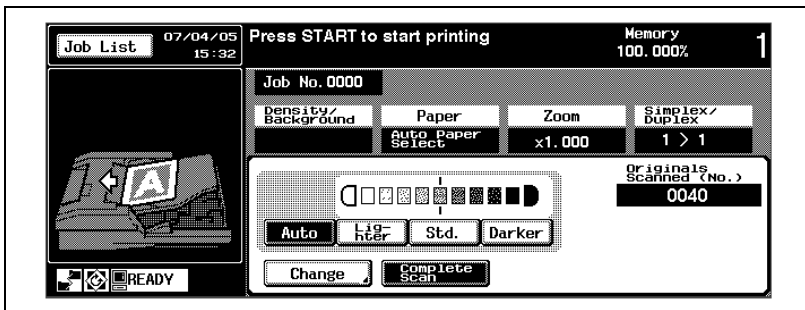 Job List
07/04/05
15:32
Press START to start printing
Memory
100.000%
1
Job No. 0000
Density/
Background
Paper
Zoom
Simplex/
Duplex
Auto Paper
Select
x1.000
1 > 1
Originals
Scanned (No.)
0040
A
Auto
Lig-
hter
Std.
Darker
Change
Complete
Scan
READY